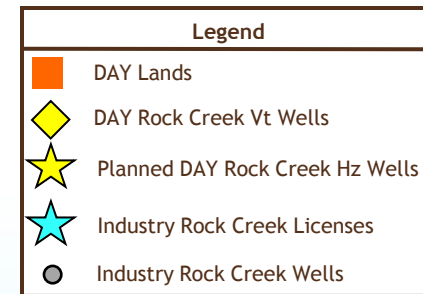 Legend
DAY Lands
DAY Rock Creek Vt Wells
Planned DAY Rock Creek Hz Wells
Industry Rock Creek Licenses
Industry Rock Creek Wells